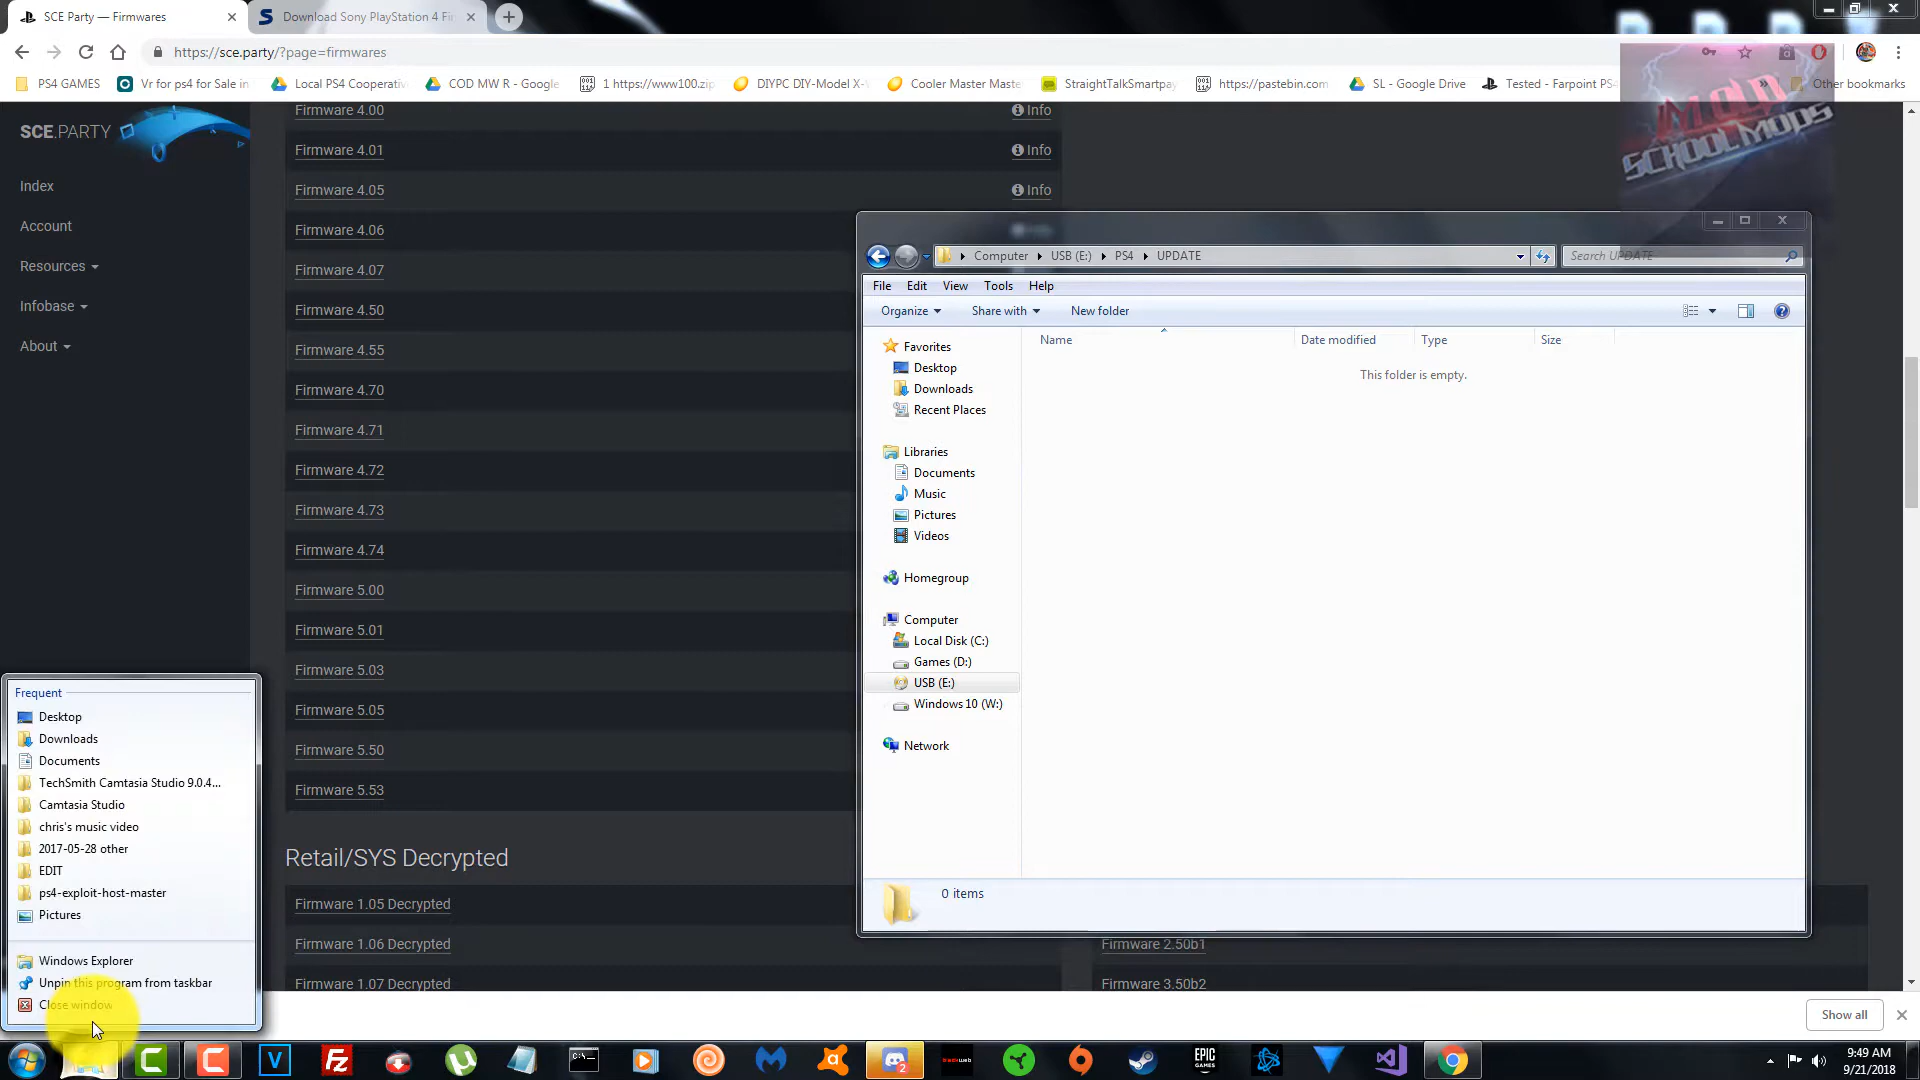 SCE Party — Firmwares
Download Sony PlayStation 4 Fir
https://sce.party/?page=firmwares
PS4 GAMES
Vr for ps4 for Sale in
Local PS4 Cooperativ
COD MW R - Google
1 https://www100.zip
DIYPC DIY-Model X-
Cooler Master Maste
StraightTalkSmartpay
https://pastebin.com
SL - Google Drive
Tested - Farpoint PS4
»
Other bookmarks
SCE.PARTY
Index
Account
Resources
Infobase
About
Firmware 4.00
Info
Firmware 4.01
Info
Firmware 4.05
Info
Firmware 4.06
Firmware 4.07
Firmware 4.50
Firmware 4.55
Firmware 4.70
Firmware 4.71
Firmware 4.72
Firmware 4.73
Firmware 4.74
Firmware 5.00
Firmware 5.01
Firmware 5.03
Firmware 5.05
Firmware 5.50
Firmware 5.53
Retail/SYS Decrypted
Firmware 1.05 Decrypted
Firmware 1.06 Decrypted
Firmware 1.07 Decrypted
Firmware 2.50b1
Firmware 3.50b2
SCHOOLMODS
Computer
USB (E:)
PS4
UPDATE
Search UPDATE
File
Edit
View
Tools
Help
Organize
Share with
New folder
Name
Date modified
Type
Size
This folder is empty.
Favorites
Desktop
Downloads
Recent Places
Libraries
Documents
Music
Pictures
Videos
Homegroup
Computer
Local Disk (C:)
Games (D:)
USB (E:)
Windows 10 (W:)
Network
0 items
Frequent
Desktop
Downloads
Documents
TechSmith Camtasia Studio 9.0.4...
Camtasia Studio
chris's music video
2017-05-28 other
EDIT
ps4-exploit-host-master
Pictures
Windows Explorer
Unpin this program from taskbar
Close window
Show all
EPIC
GAMES
9:49 AM
9/21/2018